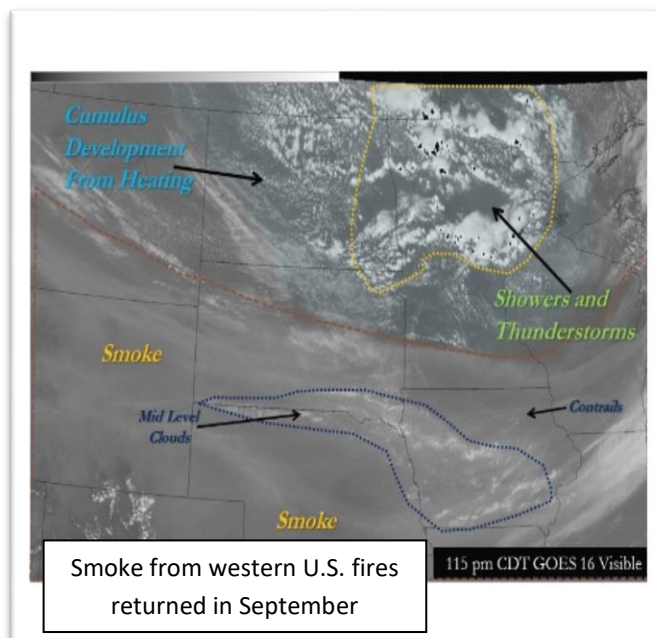 Cumulus
Development
From Heating
Showers and
Thunderstorms
Smoke
Mid Level
Clouds
Contrails
Smoke
Smoke from western U.S. fires
returned in September
115 pm CDT GOES 16 Visible